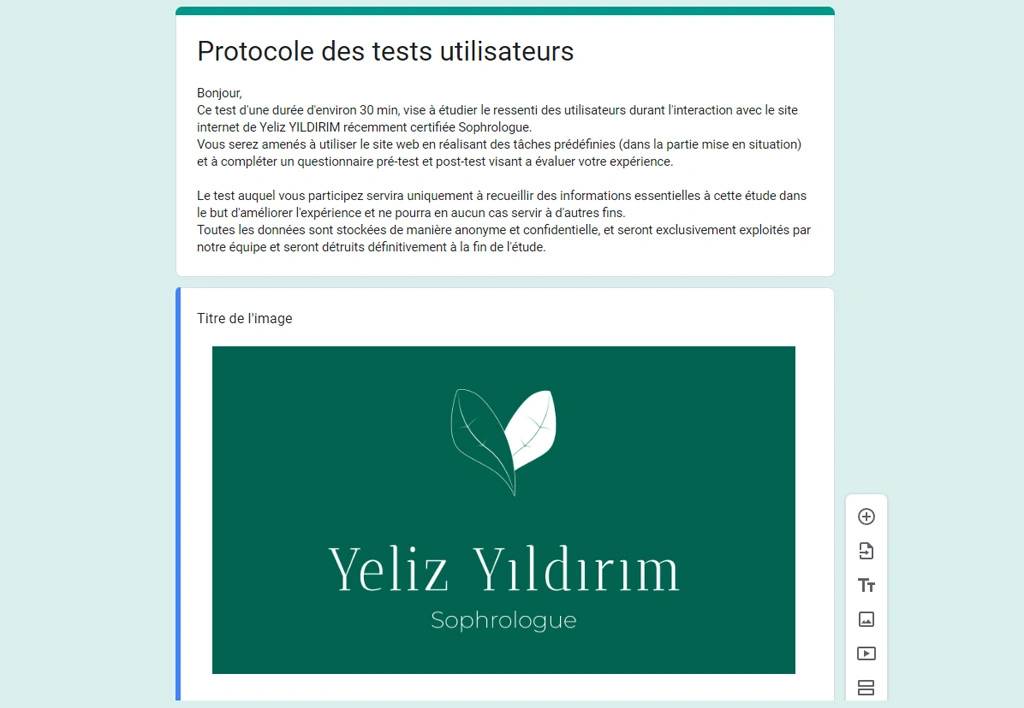 Protocole des tests utilisateurs
Bonjour,
Ce test d'une durée d'environ 30 min, vise à étudier le ressenti des utilisateurs durant l'interaction avec le site
internet de Yeliz YILDIRIM récemment certifiée Sophrologue.
Vous serez amenés à utiliser le site web en réalisant des tâches prédéfinies (dans la partie mise en situation)
et à compléter un questionnaire pré-test et post-test visant a évaluer votre expérience.
Le test auquel vous participez servira uniquement à recueillir des informations essentielles à cette étude dans
le but d'améliorer l'expérience et ne pourra en aucun cas servir à d'autres fins.
Toutes les données sont stockées de manière anonyme et confidentielle, et seront exclusivement exploités par
notre équipe et seront détruits définitivement à la fin de l'étude.
Titre de l'image
Yeliz Yıldırım
Sophrologue
Tт